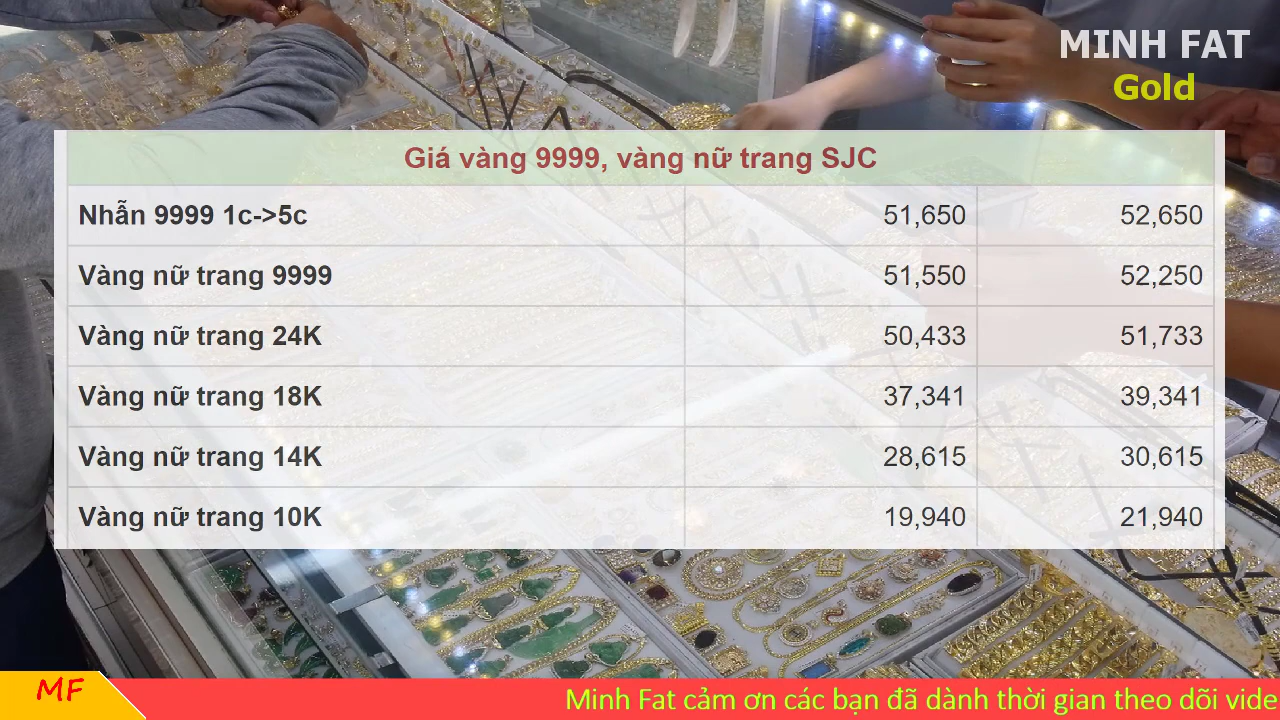 MINH FAT
Gold
Giá vàng 9999, vàng nữ trang SJC
Nhẫn 9999 1c->5c 51,650 52,650
Vàng nữ trang 9999 51,550 52,250
Vàng nữ trang 24K 50,433 51,733
Vàng nữ trang 18K 37,341 39,341
Vàng nữ trang 14K 28,615 30,615
Vàng nữ trang 10K 19,940 21,940
MF
Minh Fat cảm ơn các bạn đã dành thời gian theo dõi vide